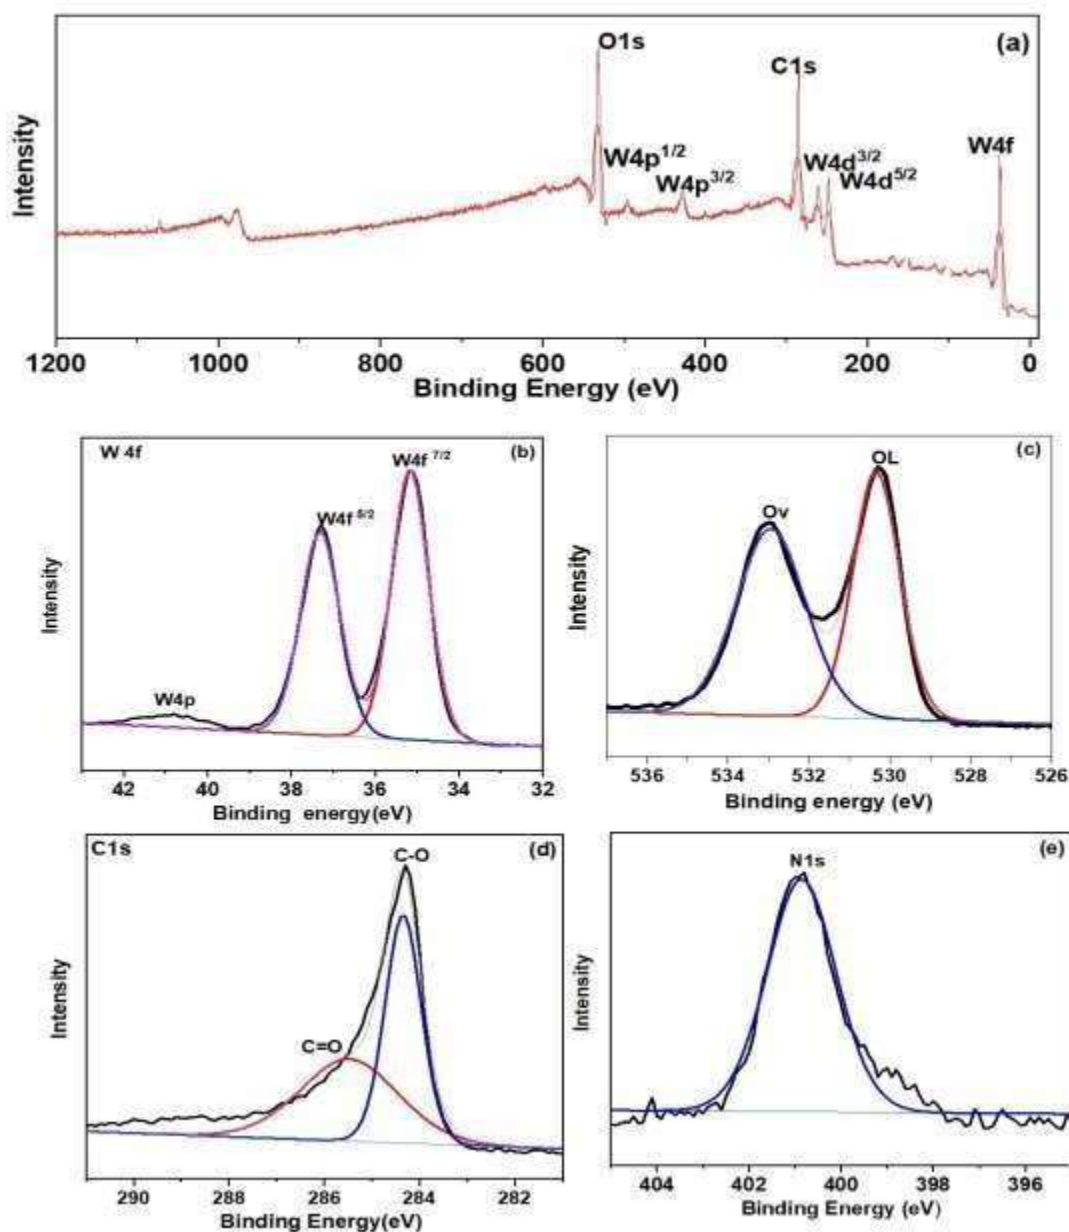 (a)
O1s
C1s
W4f
W4p1/2
W4p3/2
W4d3/2
W4d5/2
Intensity
1200 1000 800 600 400 200 0
Binding Energy (eV)
W 4f
(b)
W4f 7/2
W4f 5/2
W4p
Intensity
42 40 38 37 35 34 32
Binding energy(eV)
(c)
OL
Ov
Intensity
536 534 532 530 528 526
Binding energy (eV)
C1s
(d)
C-O
C=O
Intensity
290 288 286 284 282
Binding Energy(eV)
(e)
N1s
Intensity
404 402 400 398 396
Binding Energy (eV)